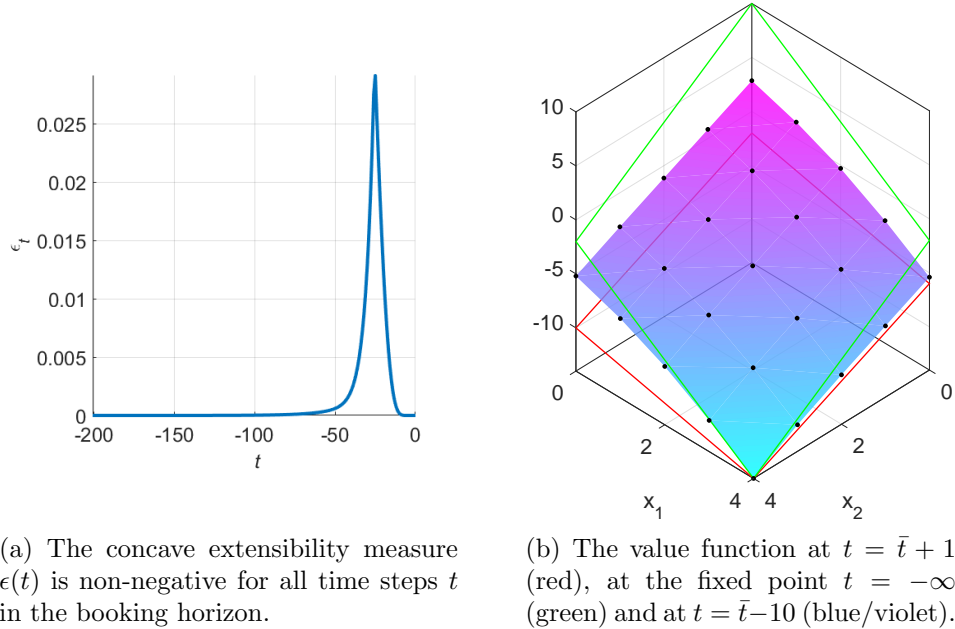 0.025
0.02
0.015
0.01
0.005
0
ϵt
-200
-150
-100
-50
0
t
10
5
0
-5
-10
0
2
4
x1
4
2
0
x2
(a) The concave extensibility measure
ϵ(t) is non-negative for all time steps t
in the booking horizon.
(b) The value function at t = t̄ + 1
(red), at the fixed point t = −∞
(green) and at t = t̄−10 (blue/violet).